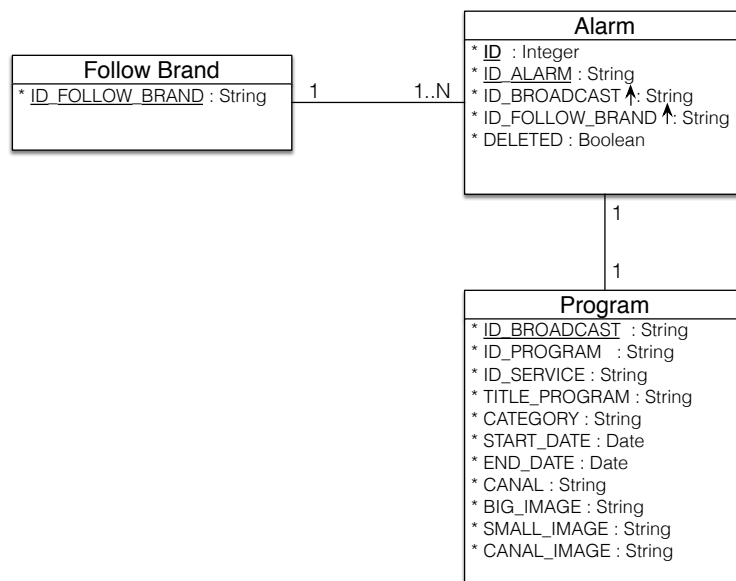 Follow Brand
* ID_FOLLOW_BRAND : String
1
1..N
Alarm
* ID : Integer
* ID_ALARM : String
* ID_BROADCAST : String
* ID_FOLLOW_BRAND : String
* DELETED : Boolean
1
1
Program
* ID_BROADCAST : String
* ID_PROGRAM : String
* ID_SERVICE : String
* TITLE_PROGRAM : String
* CATEGORY : String
* START_DATE : Date
* END_DATE : Date
* CANAL : String
* BIG_IMAGE : String
* SMALL_IMAGE : String
* CANAL_IMAGE : String